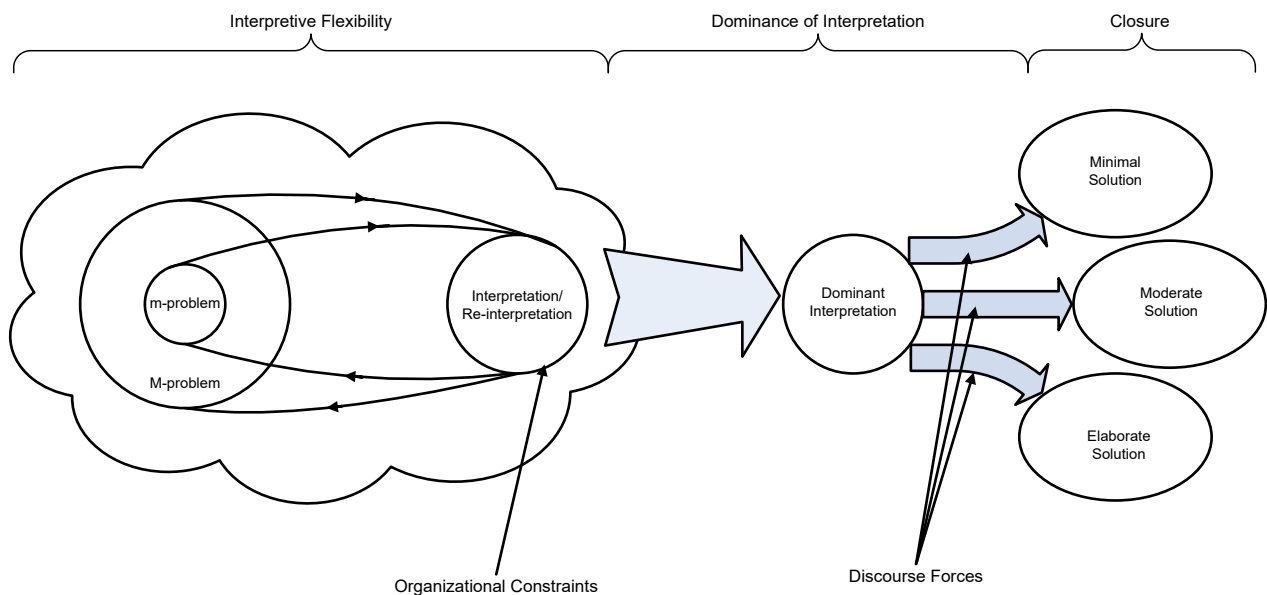 Interpretive Flexibility
Dominance of Interpretation
Closure
Minimal
Solution
m-problem
M-problem
Interpretation/
Re-interpretation
Dominant
Interpretation
Moderate
Solution
Elaborate
Solution
Organizational Constraints
Discourse Forces